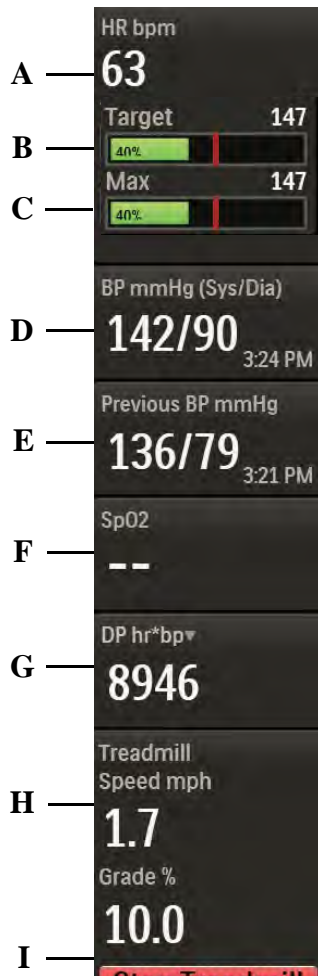 HR bpm
A
63
Target 147
B
40%
Max 147
C
40%
BP mmHg (Sys/Dia)
D
142/90
3:24 PM
Previous BP mmHg
E
136/79
3:21 PM
SpO2
F
--
DP hr*bp▾
G
8946
Treadmill
Speed mph
H
1.7
Grade %
10.0
I
Stop Treadmill